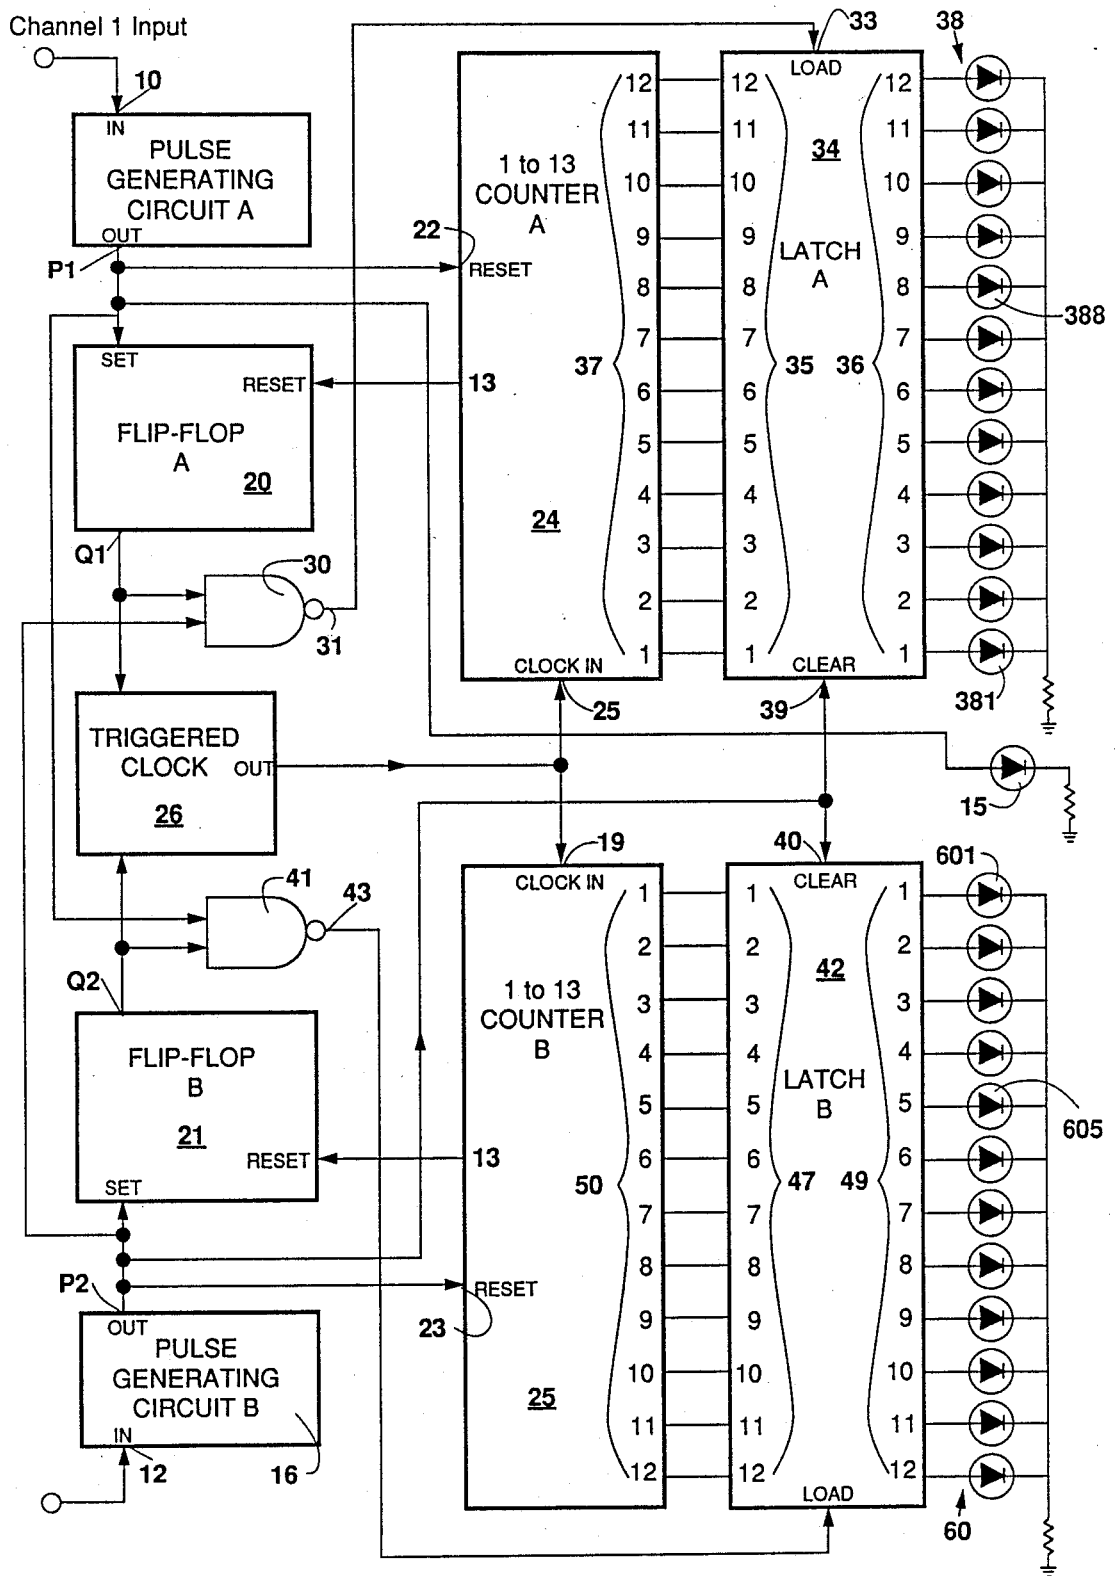 Channel 1 Input
10
IN
PULSE
GENERATING
CIRCUIT A
OUT
P1
SET
RESET
FLIP-FLOP
A
20
Q1
30
31
TRIGGERED
CLOCK
OUT
26
41
43
Q2
FLIP-FLOP
B
21
RESET
SET
P2
OUT
PULSE
GENERATING
CIRCUIT B
IN
12
16
22
RESET
1 to 13
COUNTER
A
13
37
24
CLOCK IN
25
12
11
10
9
8
7
6
5
4
3
2
1
33
LOAD
34
LATCH
A
35
36
12
11
10
9
8
7
6
5
4
3
2
1
12
11
10
9
8
7
6
5
4
3
2
1
CLEAR
39
38
388
381
15
19
CLOCK IN
1 to 13
COUNTER
B
13
50
RESET
23
25
1
2
3
4
5
6
7
8
9
10
11
12
40
CLEAR
42
LATCH
B
47
49
1
2
3
4
5
6
7
8
9
10
11
12
1
2
3
4
5
6
7
8
9
10
11
12
LOAD
601
605
60